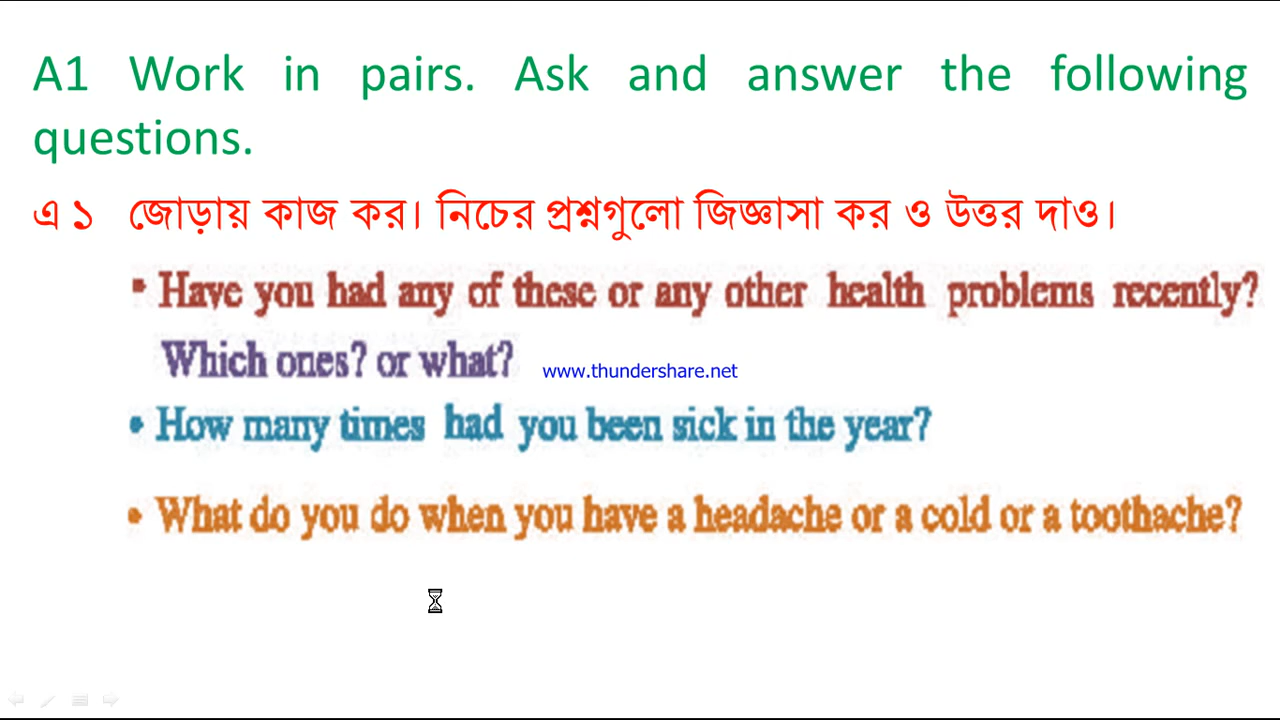 A1 Work in pairs. Ask and answer the following
questions.
এ ১ জোড়ায় কাজ কর। নিচের প্রশ্নগুলো জিজ্ঞাসা কর ও উত্তর দাও।
▪ Have you had any of these or any other health problems recently?
Which ones? or what?
www.thundershare.net
• How many times had you been sick in the year?
• What do you do when you have a headache or a cold or a toothache?